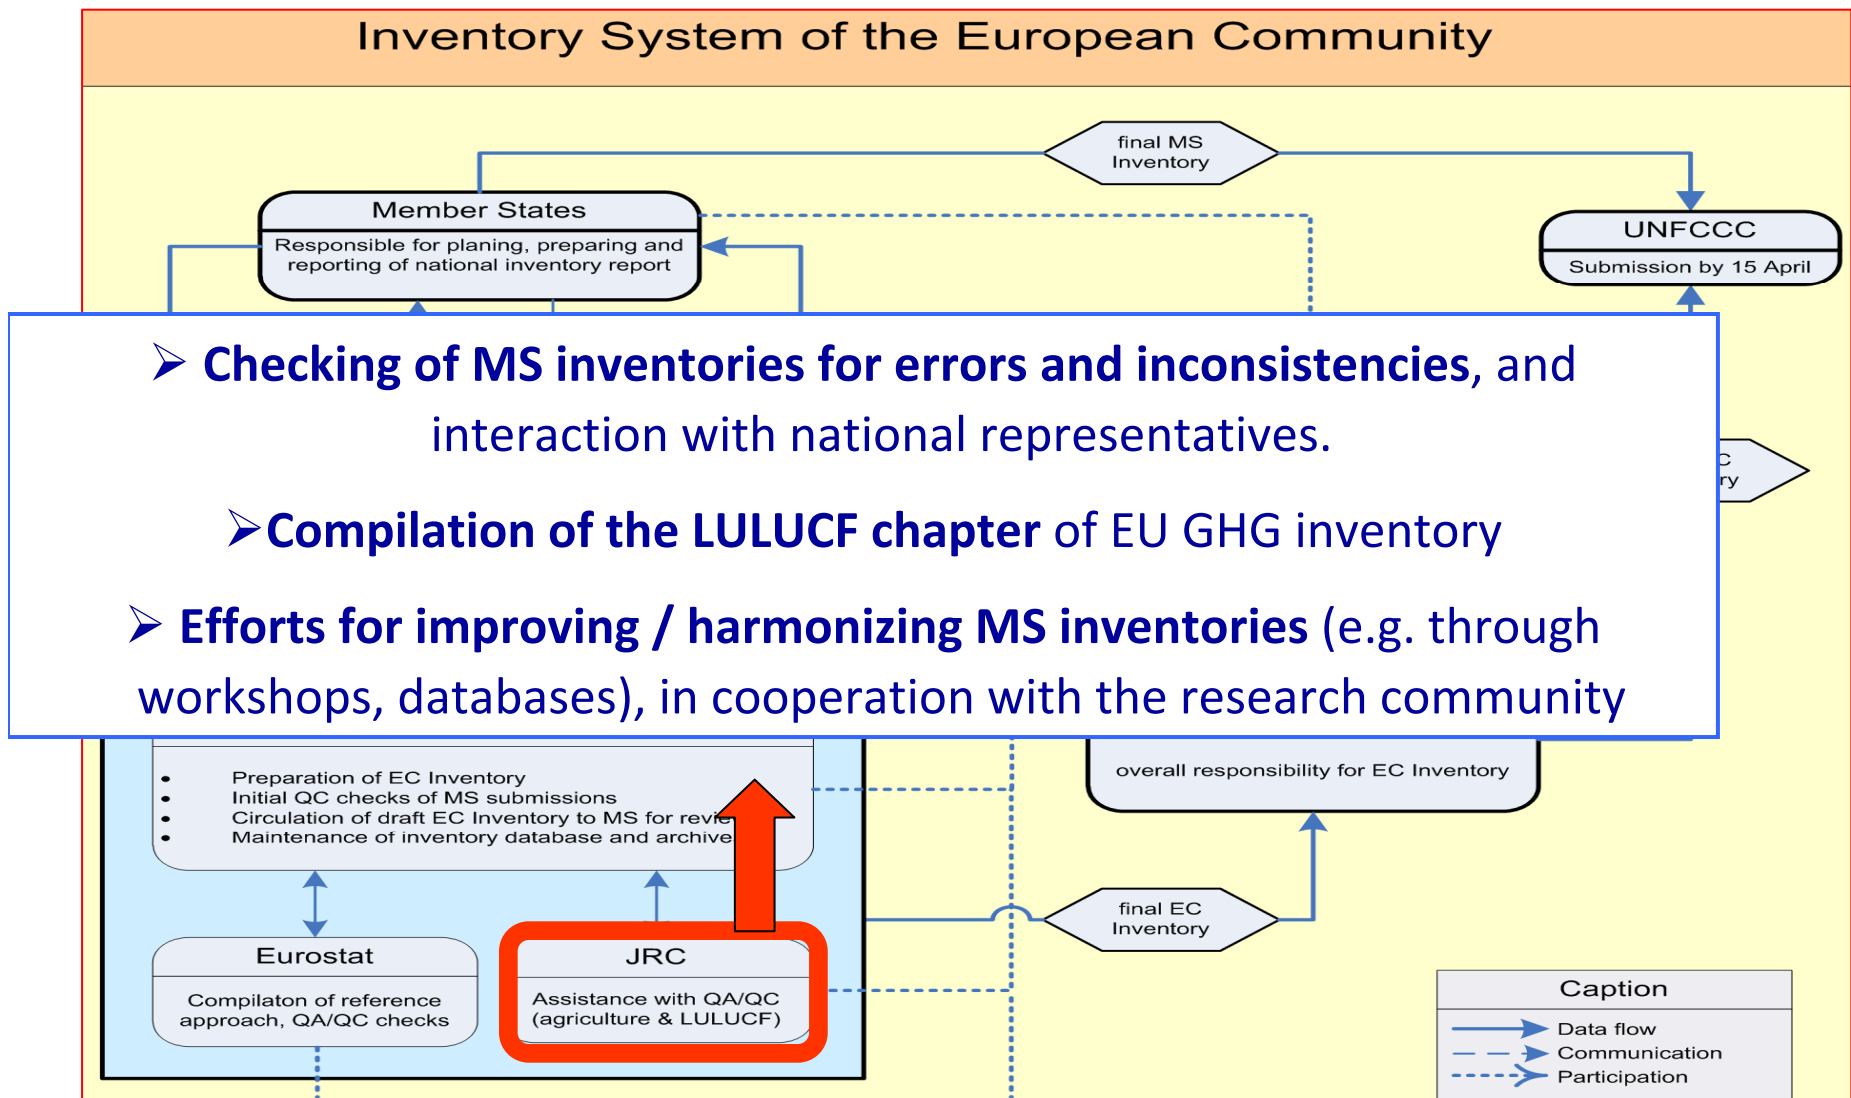 Inventory System of the European Community
final MS
Inventory
Member States
Responsible for planing, preparing and
reporting of national inventory report
UNFCCC
Submission by 15 April
➢ Checking of MS inventories for errors and inconsistencies, and
interaction with national representatives.
➢Compilation of the LULUCF chapter of EU GHG inventory
➢ Efforts for improving / harmonizing MS inventories (e.g. through
workshops, databases), in cooperation with the research community
• Preparation of EC Inventory
• Initial QC checks of MS submissions
• Circulation of draft EC Inventory to MS for
• Maintenance of inventory database and archive
overall responsibility for EC Inventory
final EC
Inventory
Eurostat
Compilaton of reference
approach, QA/QC checks
JRC
Assistance with QA/QC
(agriculture & LULUCF)
Caption
Data flow
Communication
Participation